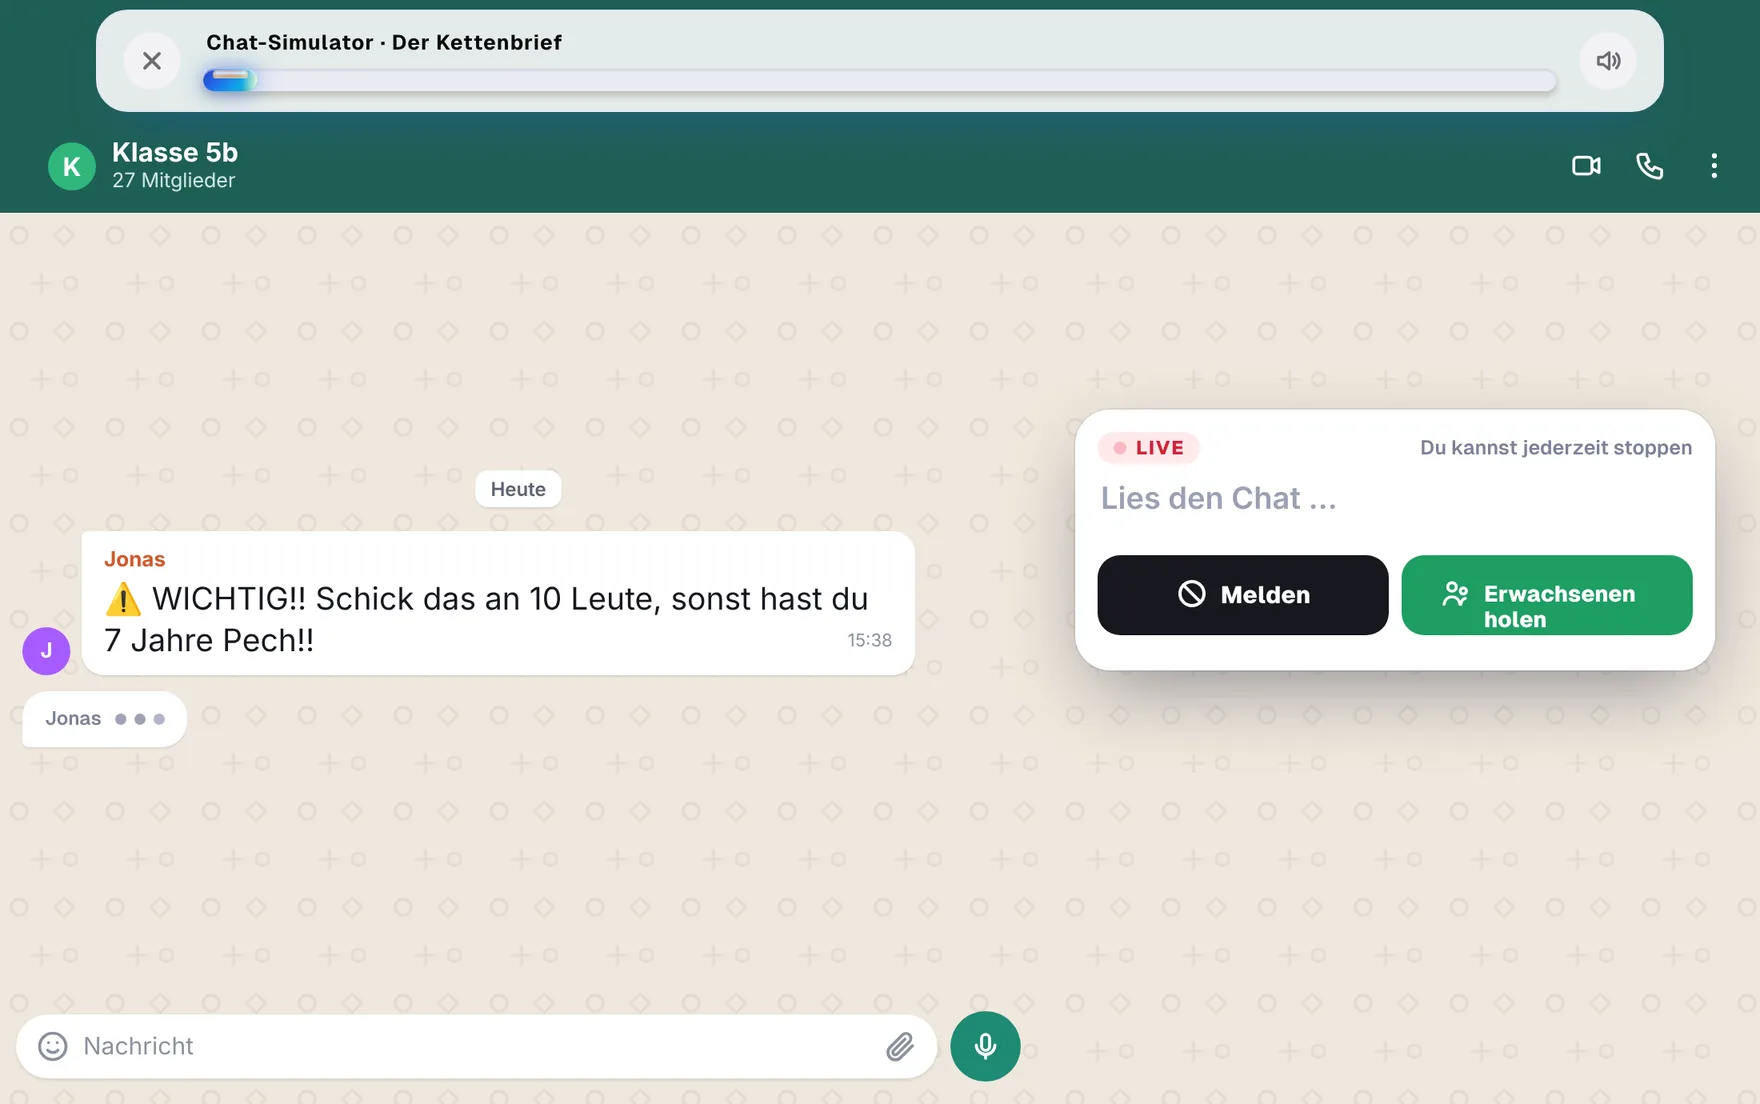 Chat-Simulator · Der Kettenbrief
K
Klasse 5b
27 Mitglieder
Heute
Jonas
⚠️ WICHTIG!! Schick das an 10 Leute, sonst hast du
7 Jahre Pech!!
15:38
J
Jonas
LIVE
Du kannst jederzeit stoppen
Lies den Chat ...
Melden
Erwachsenen
holen
Nachricht